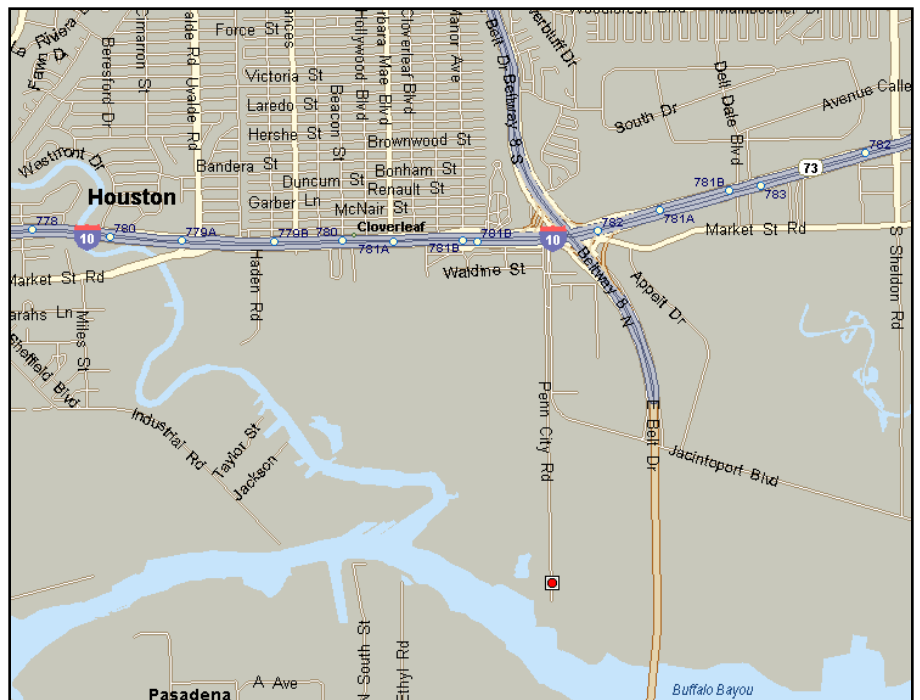 Force St
Victoria St
Laredo St
Hershe St
Bandera St
Duncum St
Garber Ln
McNair St
Renault St
Bonham St
Brownwood St
Beresford Dr
Cimarron St
Uvalde Rd
Beacon St
Hollywood Blvd
Barbara Mae Blvd
Cloverleaf Blvd
Manor Ave
Beltway 8 S
South Dr
Dell Dale Blvd
Avenue
Westmont Dr
Houston
Cloverleaf
778
10
780
779A
779B
780
781A
781B
781B
10
782
781A
781B
783
73
782
Market St Rd
Market St Rd
Waldine St
Haden Rd
Beltway 8 N
Appelt Dr
S Sheldon Rd
Miles St
Sheffield Blvd
Industrial Rd
Taylor St
Jackson
Penn City Rd
E Belt Dr
Jacintoport Blvd
N South St
Ethyl Rd
A Ave
Pasadena
Buffalo Bayou